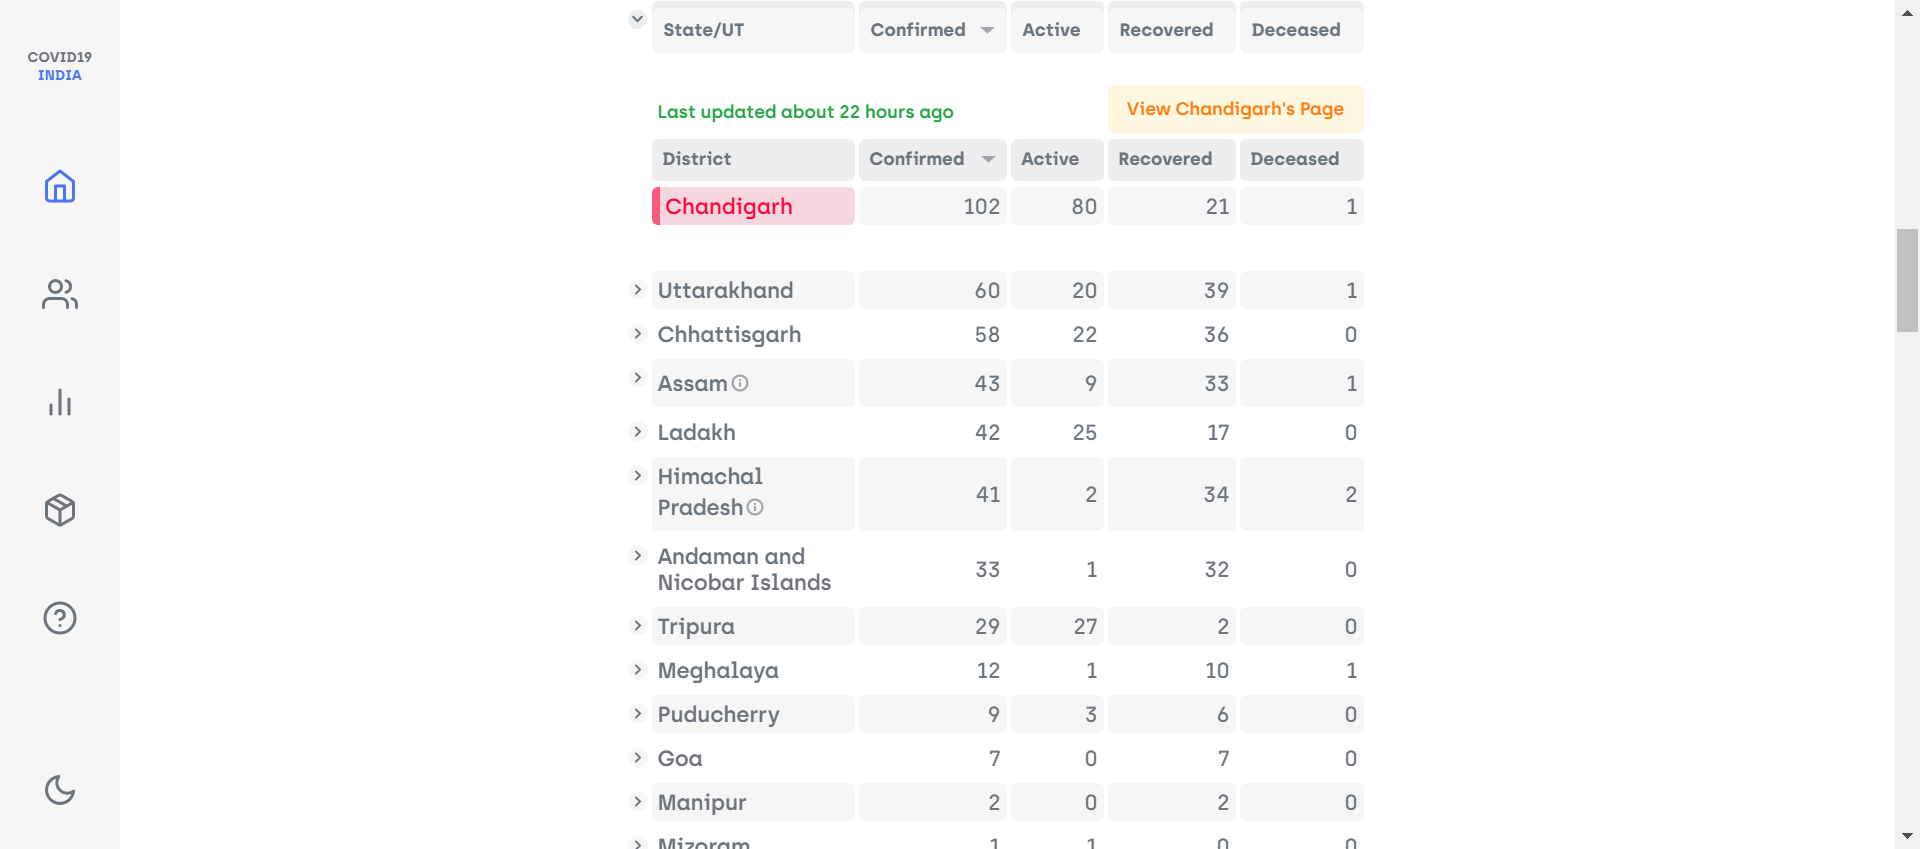 COVID19
INDIA
State/UT Confirmed Active Recovered Deceased
Last updated about 22 hours ago View Chandigarh's Page
District Confirmed Active Recovered Deceased
Chandigarh 102 80 21 1
Uttarakhand 60 20 39 1
Chhattisgarh 58 22 36 0
Assam 43 9 33 1
Ladakh 42 25 17 0
Himachal
Pradesh 41 2 34 2
Andaman and
Nicobar Islands 33 1 32 0
Tripura 29 27 2 0
Meghalaya 12 1 10 1
Puducherry 9 3 6 0
Goa 7 0 7 0
Manipur 2 0 2 0
Mizoram 1 1 0 0